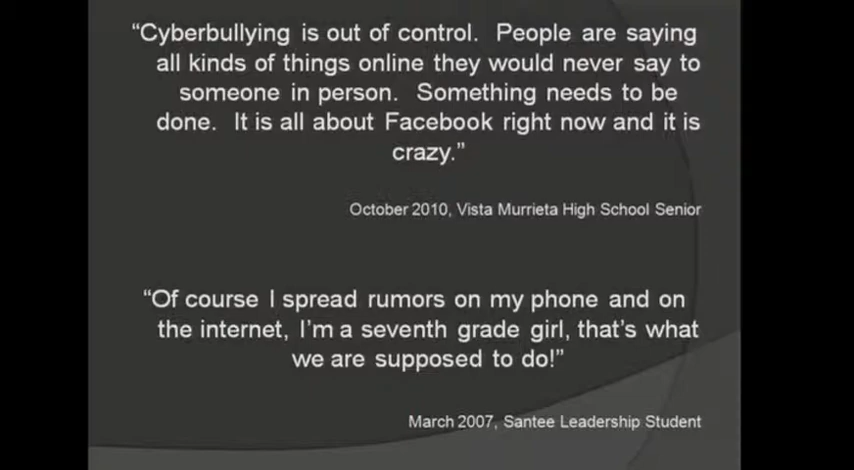 “Cyberbullying is out of control.  People are saying
all kinds of things online they would never say to
someone in person.  Something needs to be
done.  It is all about Facebook right now and it is
crazy.”
October 2010, Vista Murrieta High School Senior
“Of course I spread rumors on my phone and on
the internet, I’m a seventh grade girl, that’s what
we are supposed to do!”
March 2007, Santee Leadership Student